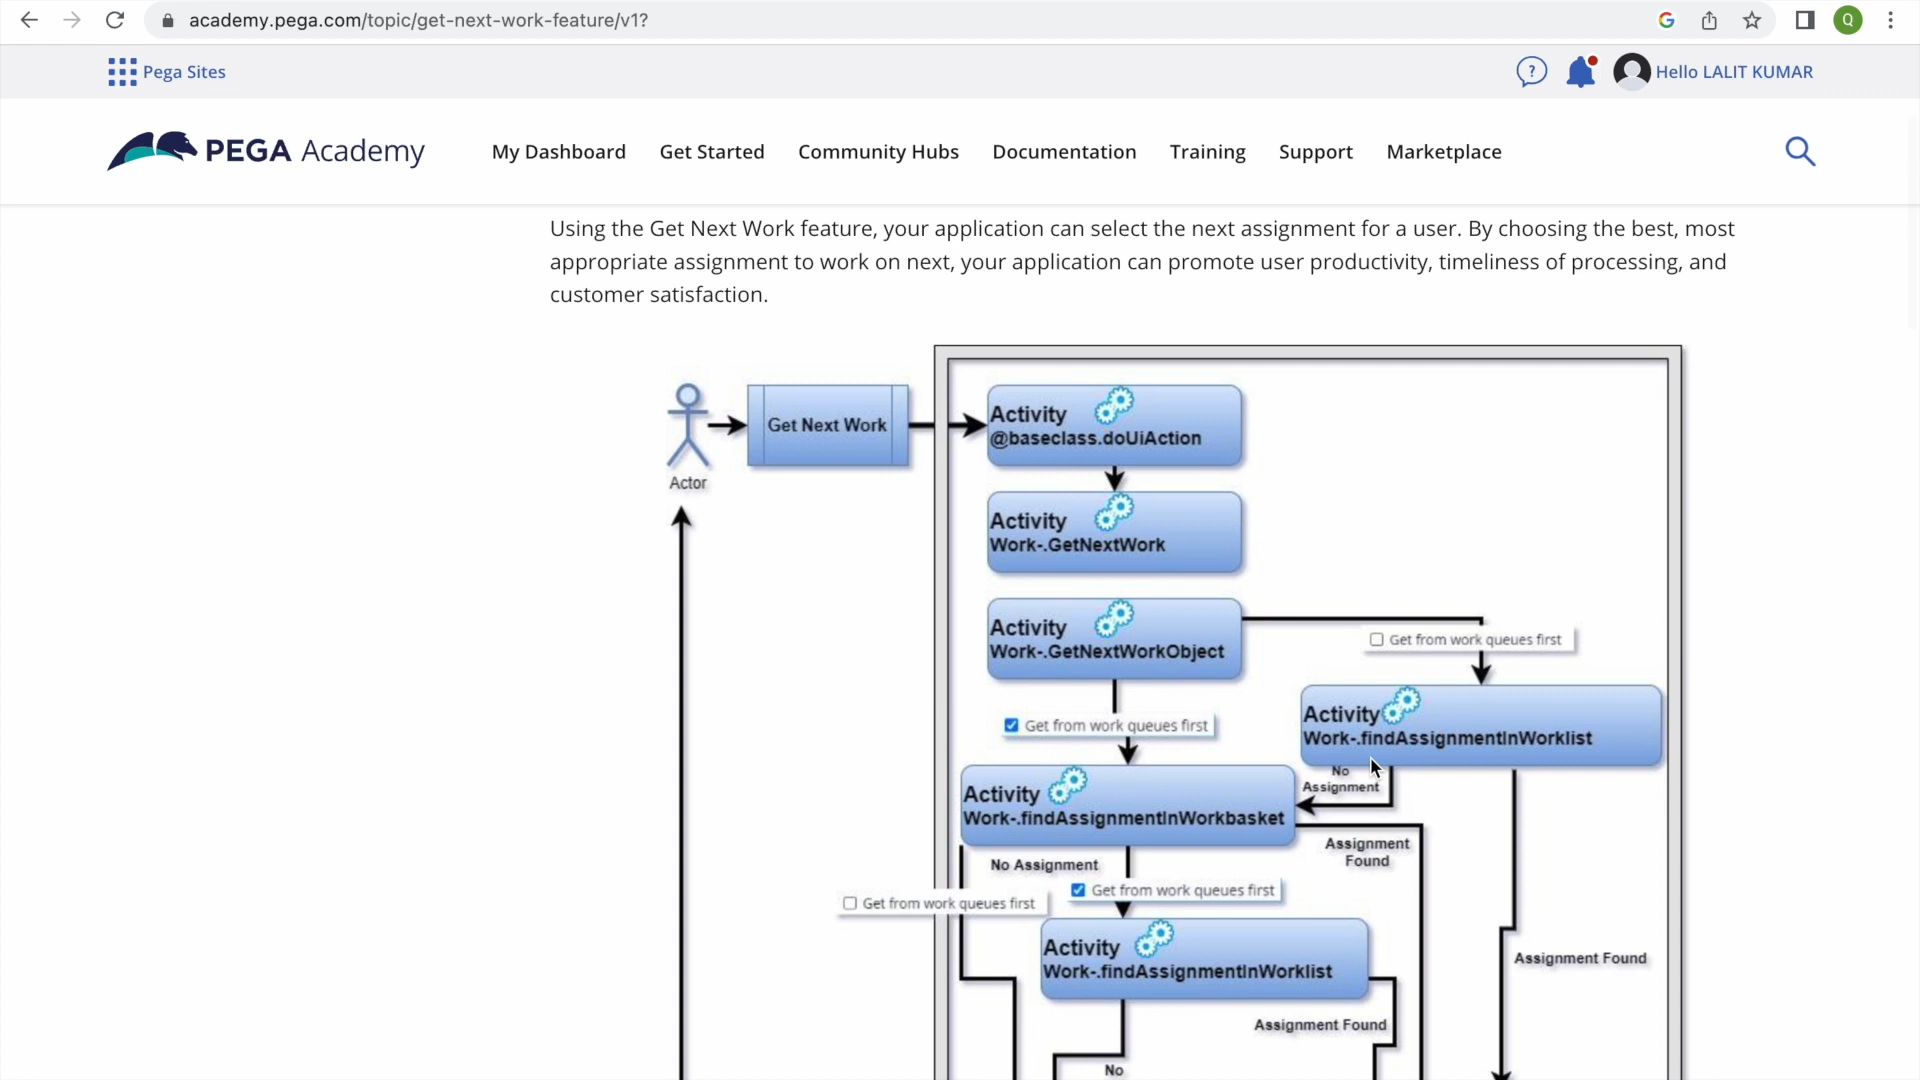 academy.pega.com/topic/get-next-work-feature/v1?
Q
Pega Sites
?
Hello LALIT KUMAR
PEGA Academy
My Dashboard
Get Started
Community Hubs
Documentation
Training
Support
Marketplace
Using the Get Next Work feature, your application can select the next assignment for a user. By choosing the best, most
appropriate assignment to work on next, your application can promote user productivity, timeliness of processing, and
customer satisfaction.
Actor
Get Next Work
Activity
@baseclass.doUiAction
Activity
Work-.GetNextWork
Activity
Work-.GetNextWorkObject
Get from work queues first
Get from work queues first
Activity
Work-.findAssignmentInWorklist
No
Assignment
Activity
Work-.findAssignmentInWorkbasket
Assignment
Found
No Assignment
Get from work queues first
Get from work queues first
Activity
Work-.findAssignmentInWorklist
Assignment Found
Assignment Found
No